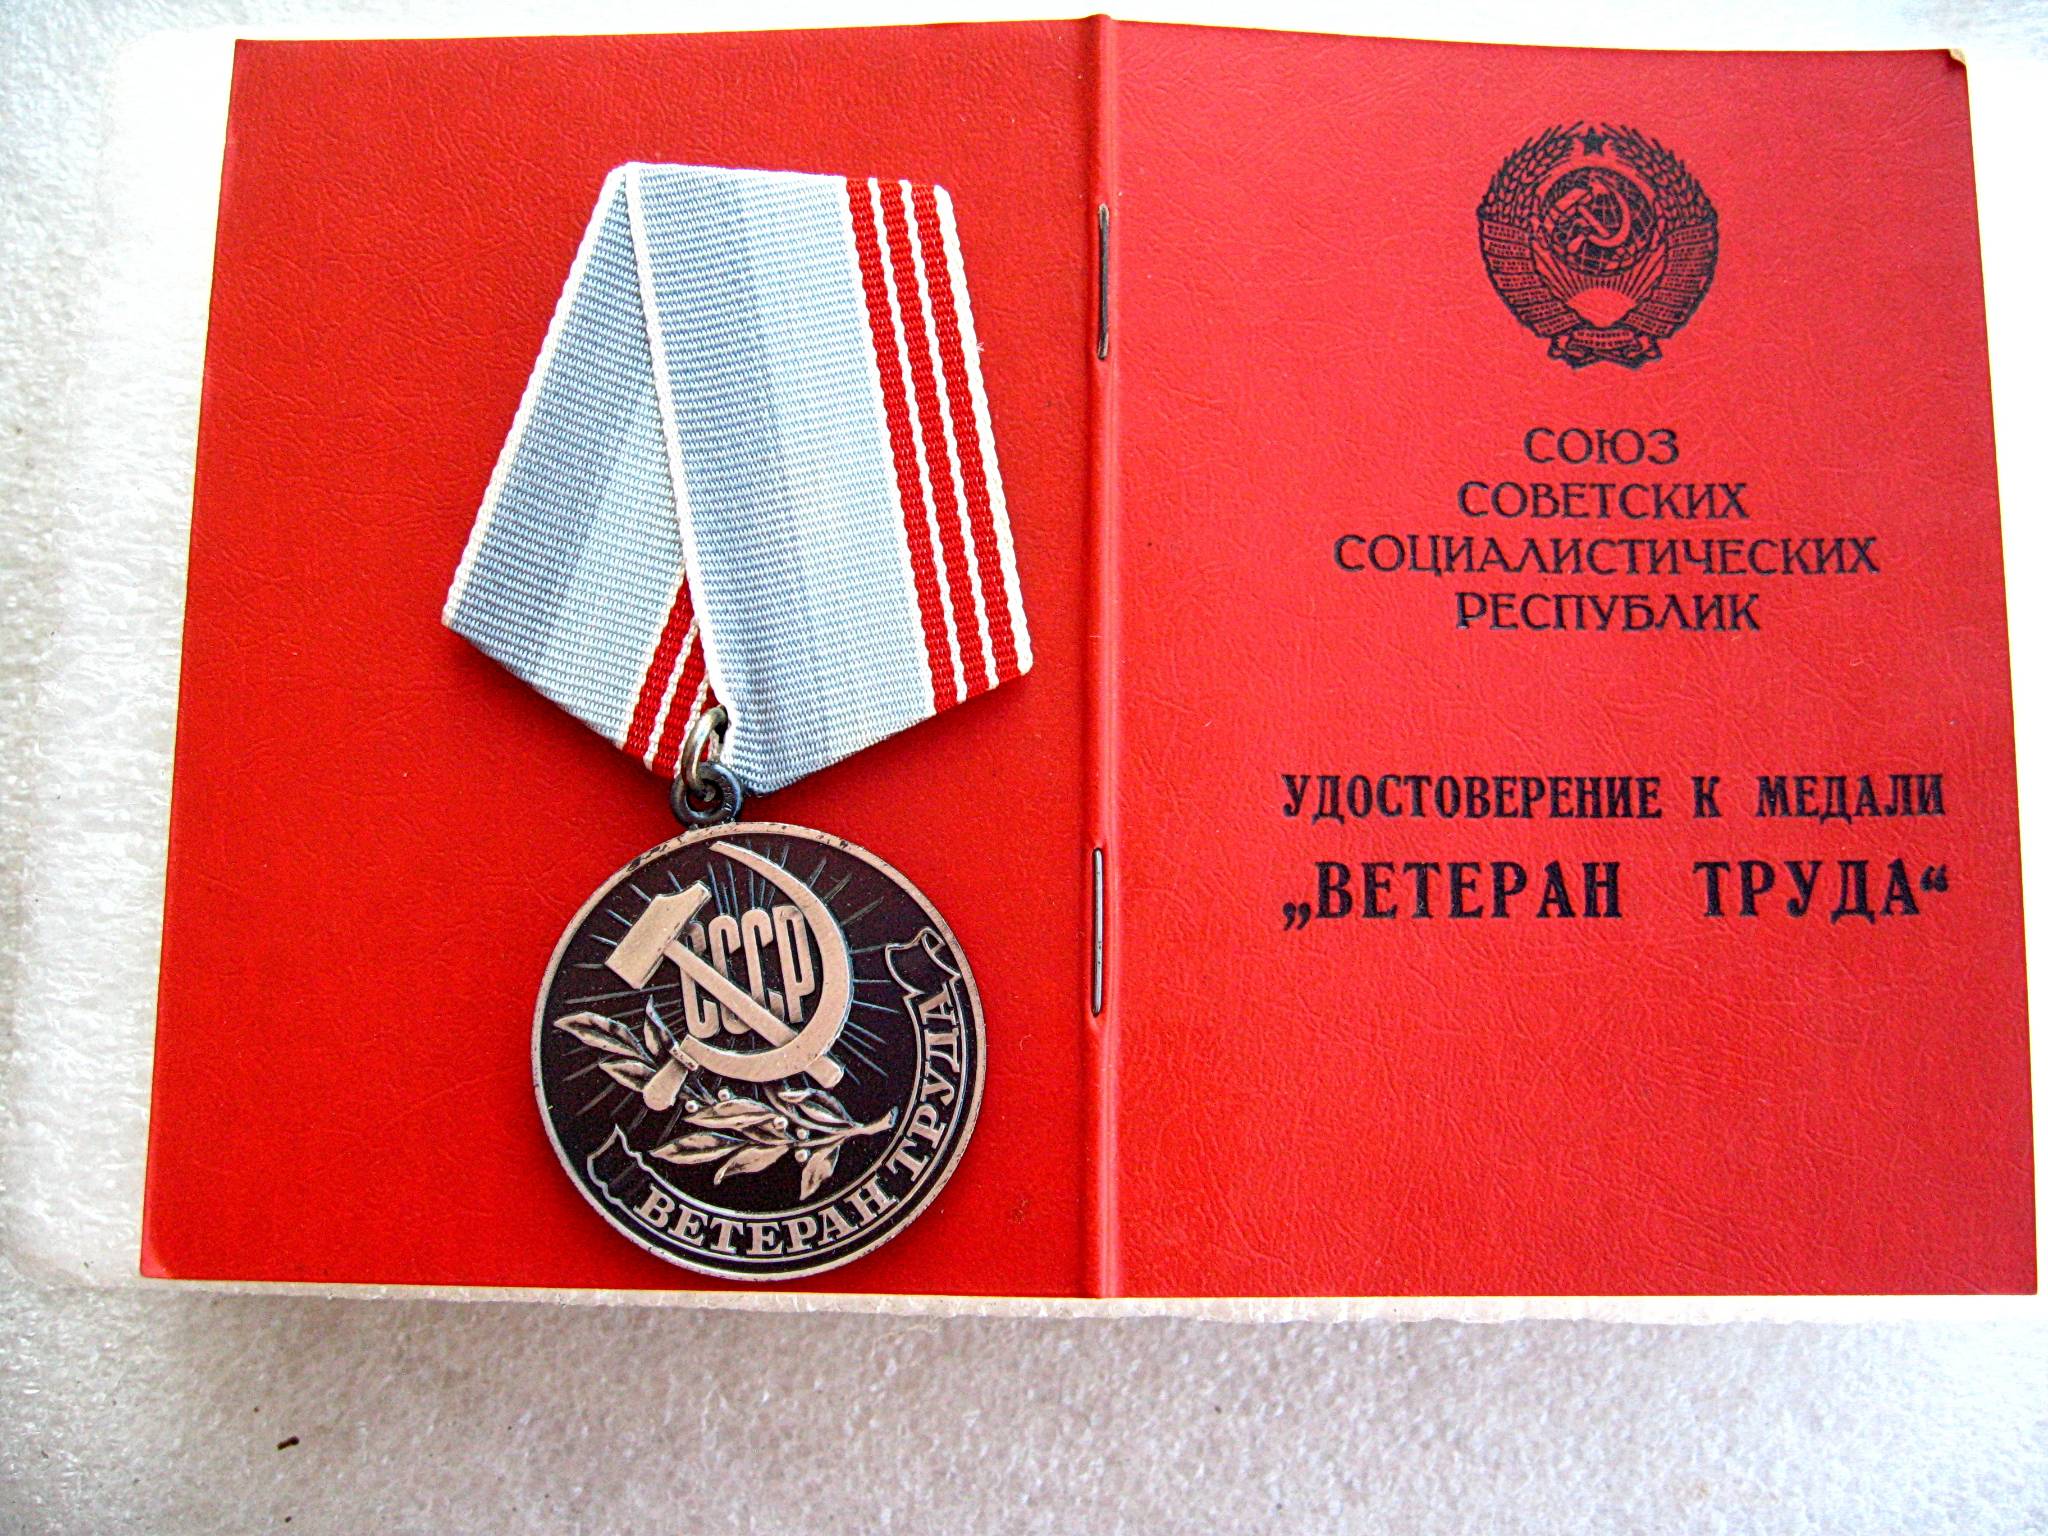 СССР
ВЕТЕРАН ТРУДА
СОЮЗ
СОВЕТСКИХ
СОЦИАЛИСТИЧЕСКИХ
РЕСПУБЛИК
УДОСТОВЕРЕНИЕ К МЕДАЛИ
„ВЕТЕРАН ТРУДА“